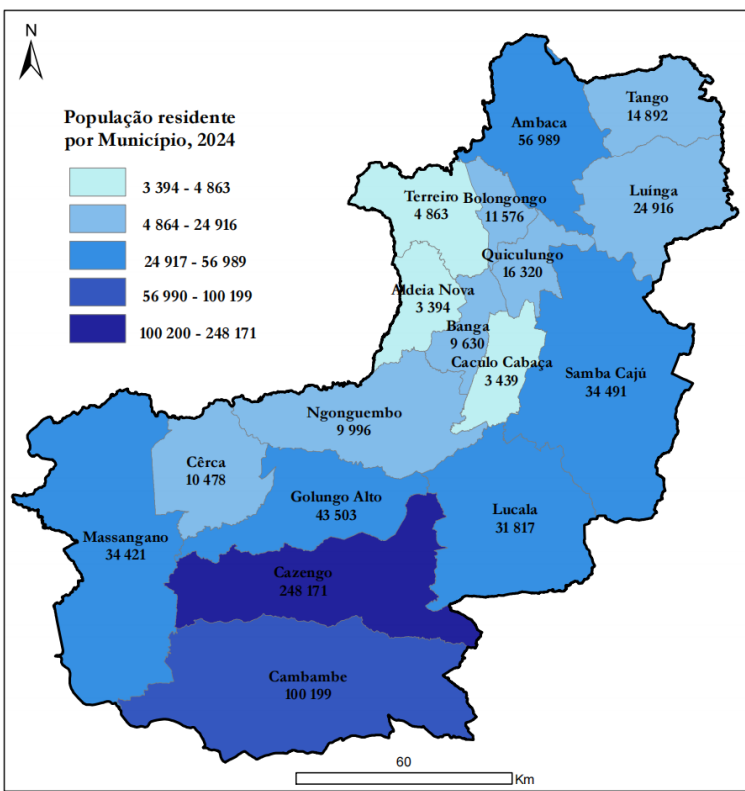 N
População residente
por Município, 2024
3 394 - 4 863
4 864 - 24 916
24 917 - 56 989
56 990 - 100 199
100 200 - 248 171
Tango
14 892
Ambaca
56 989
Luínga
24 916
Terreiro
4 863
Bolongongo
11 576
Quiculungo
16 320
Aldeia Nova
3 394
Banga
9 630
Caculo Cabaça
3 439
Samba Cajú
34 491
Ngonguembo
9 996
Cêrca
10 478
Golungo Alto
43 503
Lucala
31 817
Massangano
34 421
Cazengo
248 171
Cambambe
100 199
60
Km